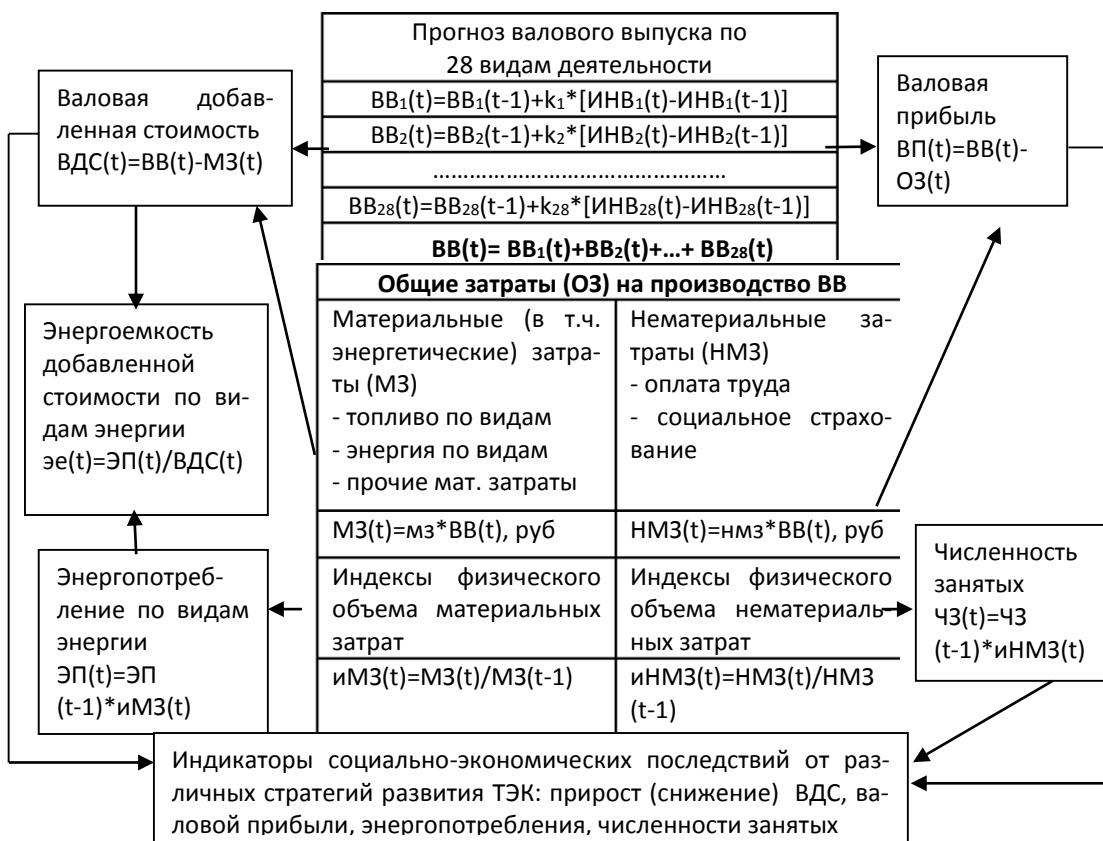 Прогноз валового выпуска по
28 видам деятельности
ВВ₁(t)=ВВ₁(t-1)+k₁*[ИНВ₁(t)-ИНВ₁(t-1)]
ВВ₂(t)=ВВ₂(t-1)+k₂*[ИНВ₂(t)-ИНВ₂(t-1)]
………………………………………
ВВ₂₈(t)=ВВ₂₈(t-1)+k₂₈*[ИНВ₂₈(t)-ИНВ₂₈(t-1)]
ВВ(t)= ВВ₁(t)+ВВ₂(t)+…+ ВВ₂₈(t)
Валовая добав-
ленная стоимость
ВДС(t)=ВВ(t)-МЗ(t)
Валовая
прибыль
ВП(t)=ВВ(t)-
ОЗ(t)
Общие затраты (ОЗ) на производство ВВ
Материальные (в т.ч.
энергетические) затра-
ты (МЗ)
- топливо по видам
- энергия по видам
- прочие мат. затраты
Нематериальные за-
траты (НМЗ)
- оплата труда
- социальное страхо-
вание
МЗ(t)=мз*ВВ(t), руб
НМЗ(t)=нмз*ВВ(t), руб
Индексы физического
объема материальных
затрат
Индексы физического
объема нематериаль-
ных затрат
иМЗ(t)=МЗ(t)/МЗ(t-1)
иНМЗ(t)=НМЗ(t)/НМЗ
(t-1)
Энергоемкость
добавленной
стоимости по ви-
дам энергии
эе(t)=ЭП(t)/ВДС(t)
Энергопотреб-
ление по видам
энергии
ЭП(t)=ЭП
(t-1)*иМЗ(t)
Численность
занятых
ЧЗ(t)=ЧЗ
(t-1)*иНМЗ(t)
Индикаторы социально-экономических последствий от раз-
личных стратегий развития ТЭК: прирост (снижение) ВДС, ва-
ловой прибыли, энергопотребления, численности занятых